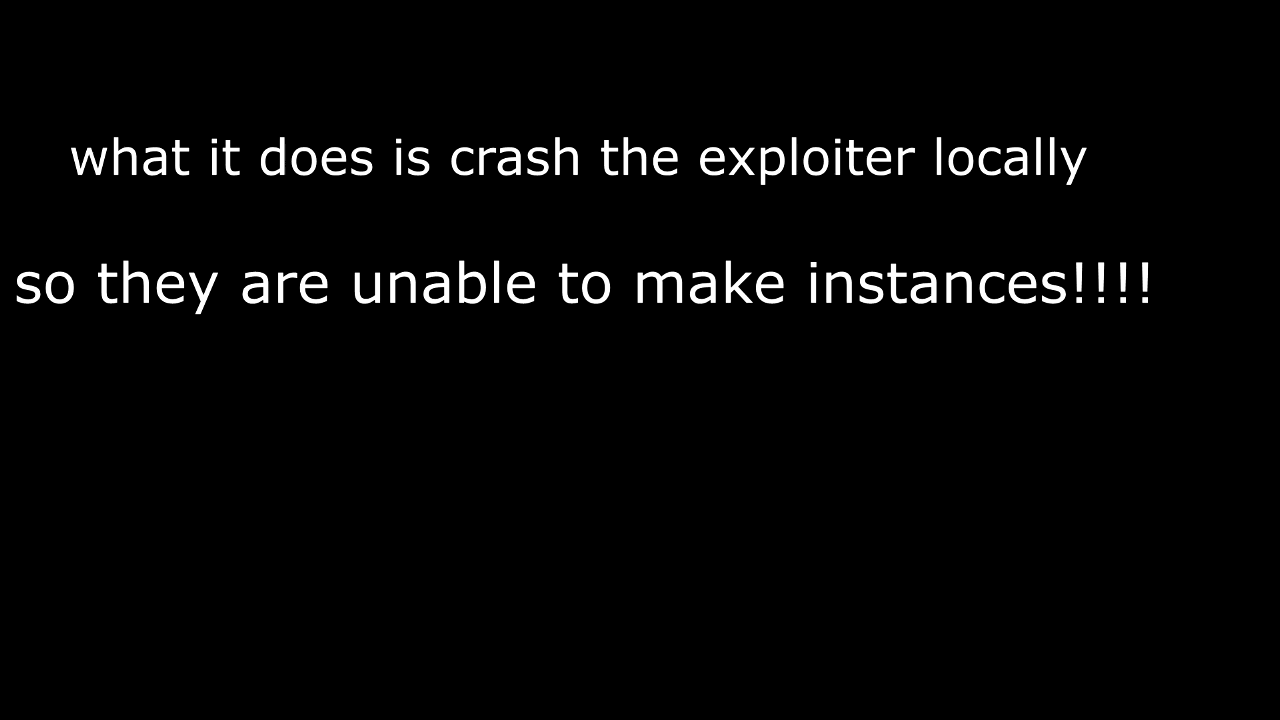 what it does is crash the exploiter locally
so they are unable to make instances!!!!